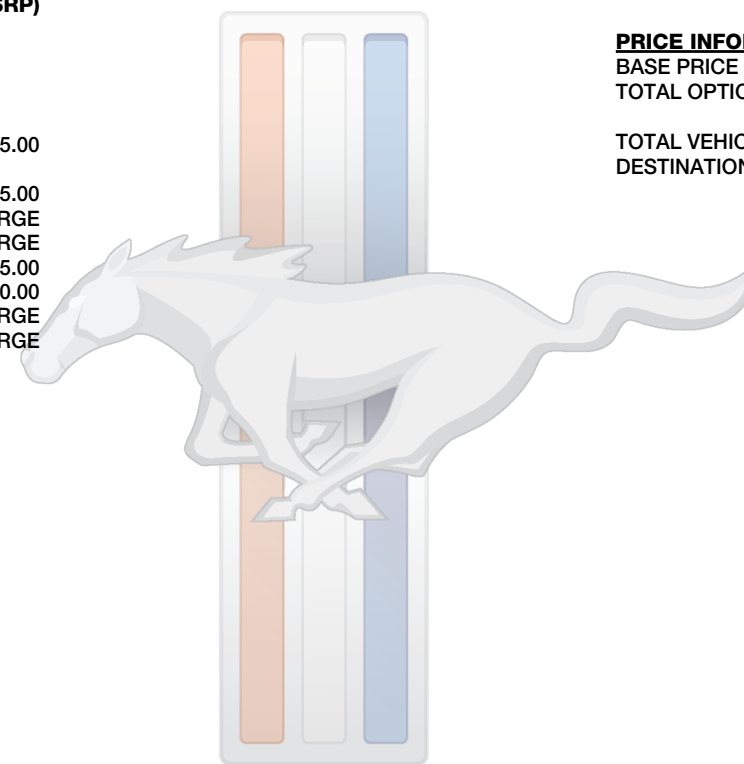 SRP)
5.00
5.00
RGE
RGE
5.00
0.00
RGE
RGE
PRICE INFO
BASE PRICE
TOTAL OPTIO
TOTAL VEHIC
DESTINATION